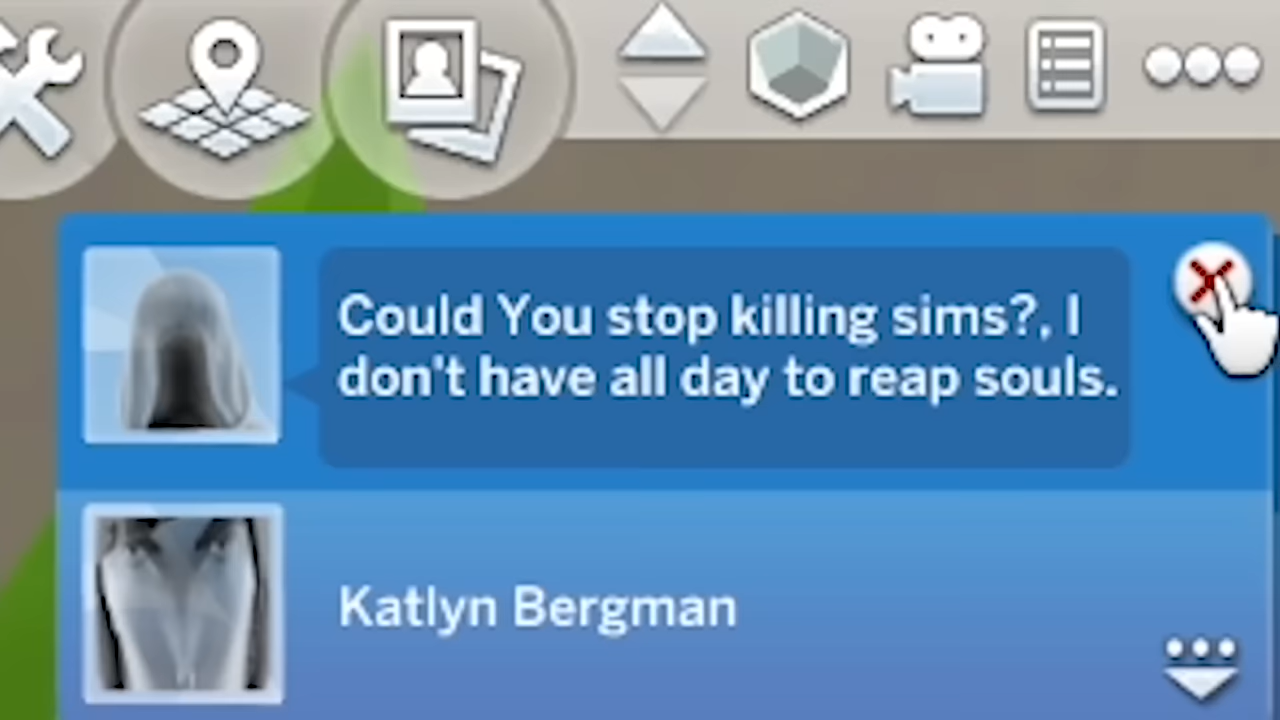 Could You stop killing sims?, I
don't have all day to reap souls.
Katlyn Bergman